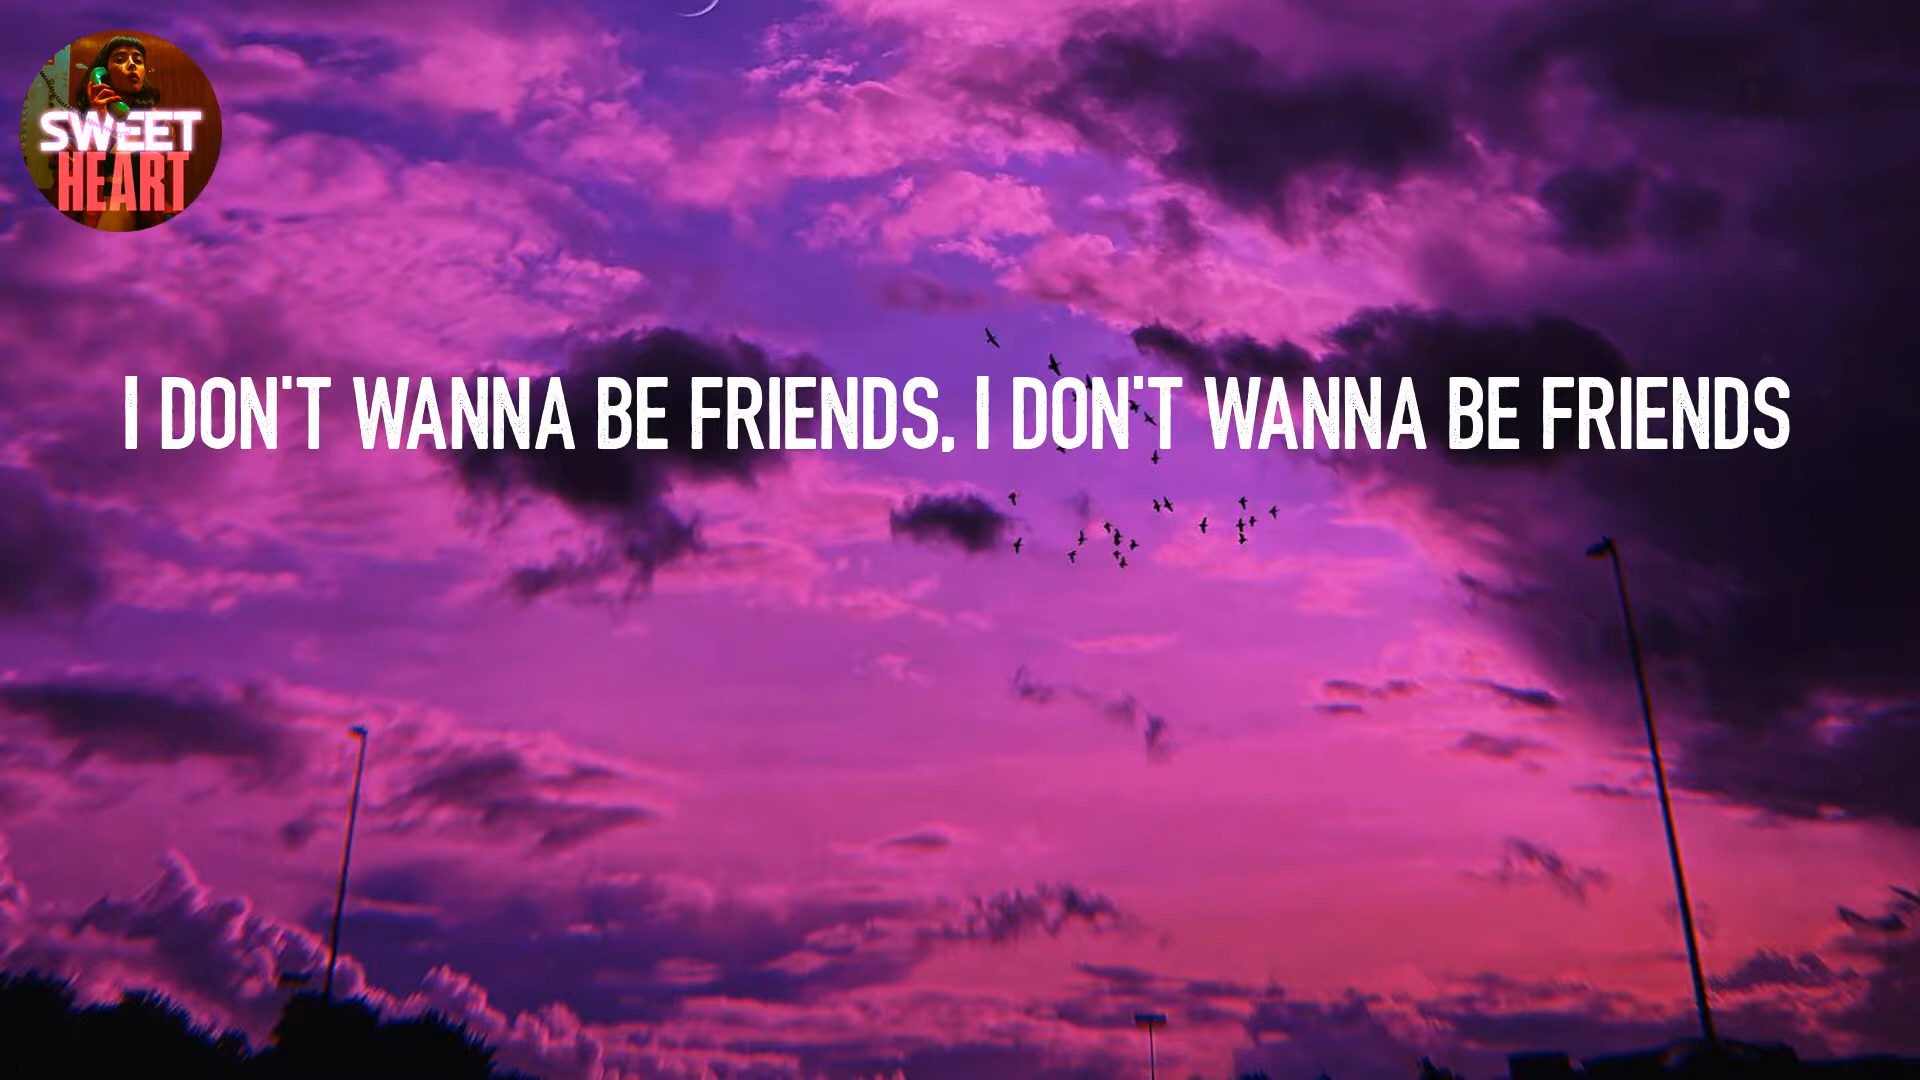 SWEET
HEART
I DON'T WANNA BE FRIENDS, I DON'T WANNA BE FRIENDS